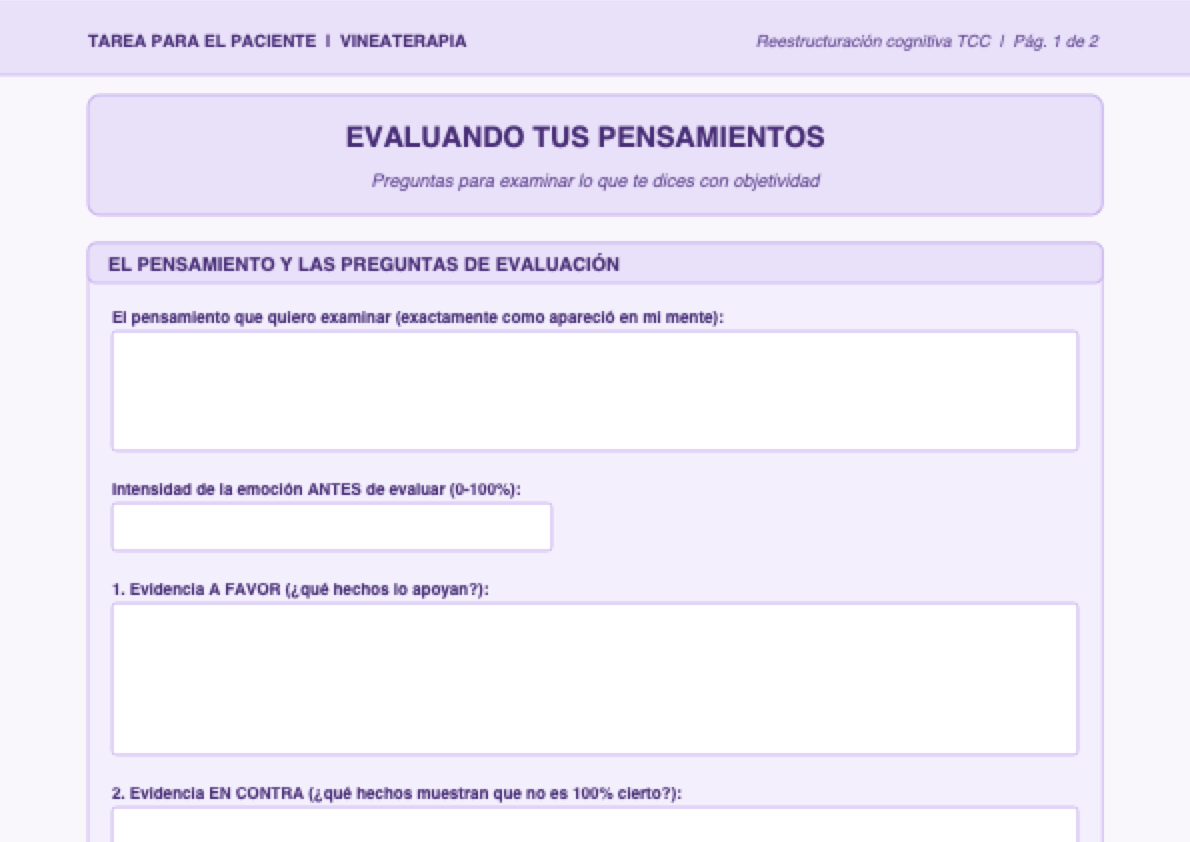 TAREA PARA EL PACIENTE | VINEATERAPIA
Reestructuración cognitiva TCC | Pág. 1 de 2
EVALUANDO TUS PENSAMIENTOS
Preguntas para examinar lo que te dices con objetividad
EL PENSAMIENTO Y LAS PREGUNTAS DE EVALUACIÓN
El pensamiento que quiero examinar (exactamente como apareció en mi mente):
Intensidad de la emoción ANTES de evaluar (0-100%):
1. Evidencia A FAVOR (¿qué hechos lo apoyan?):
2. Evidencia EN CONTRA (¿qué hechos muestran que no es 100% cierto?):